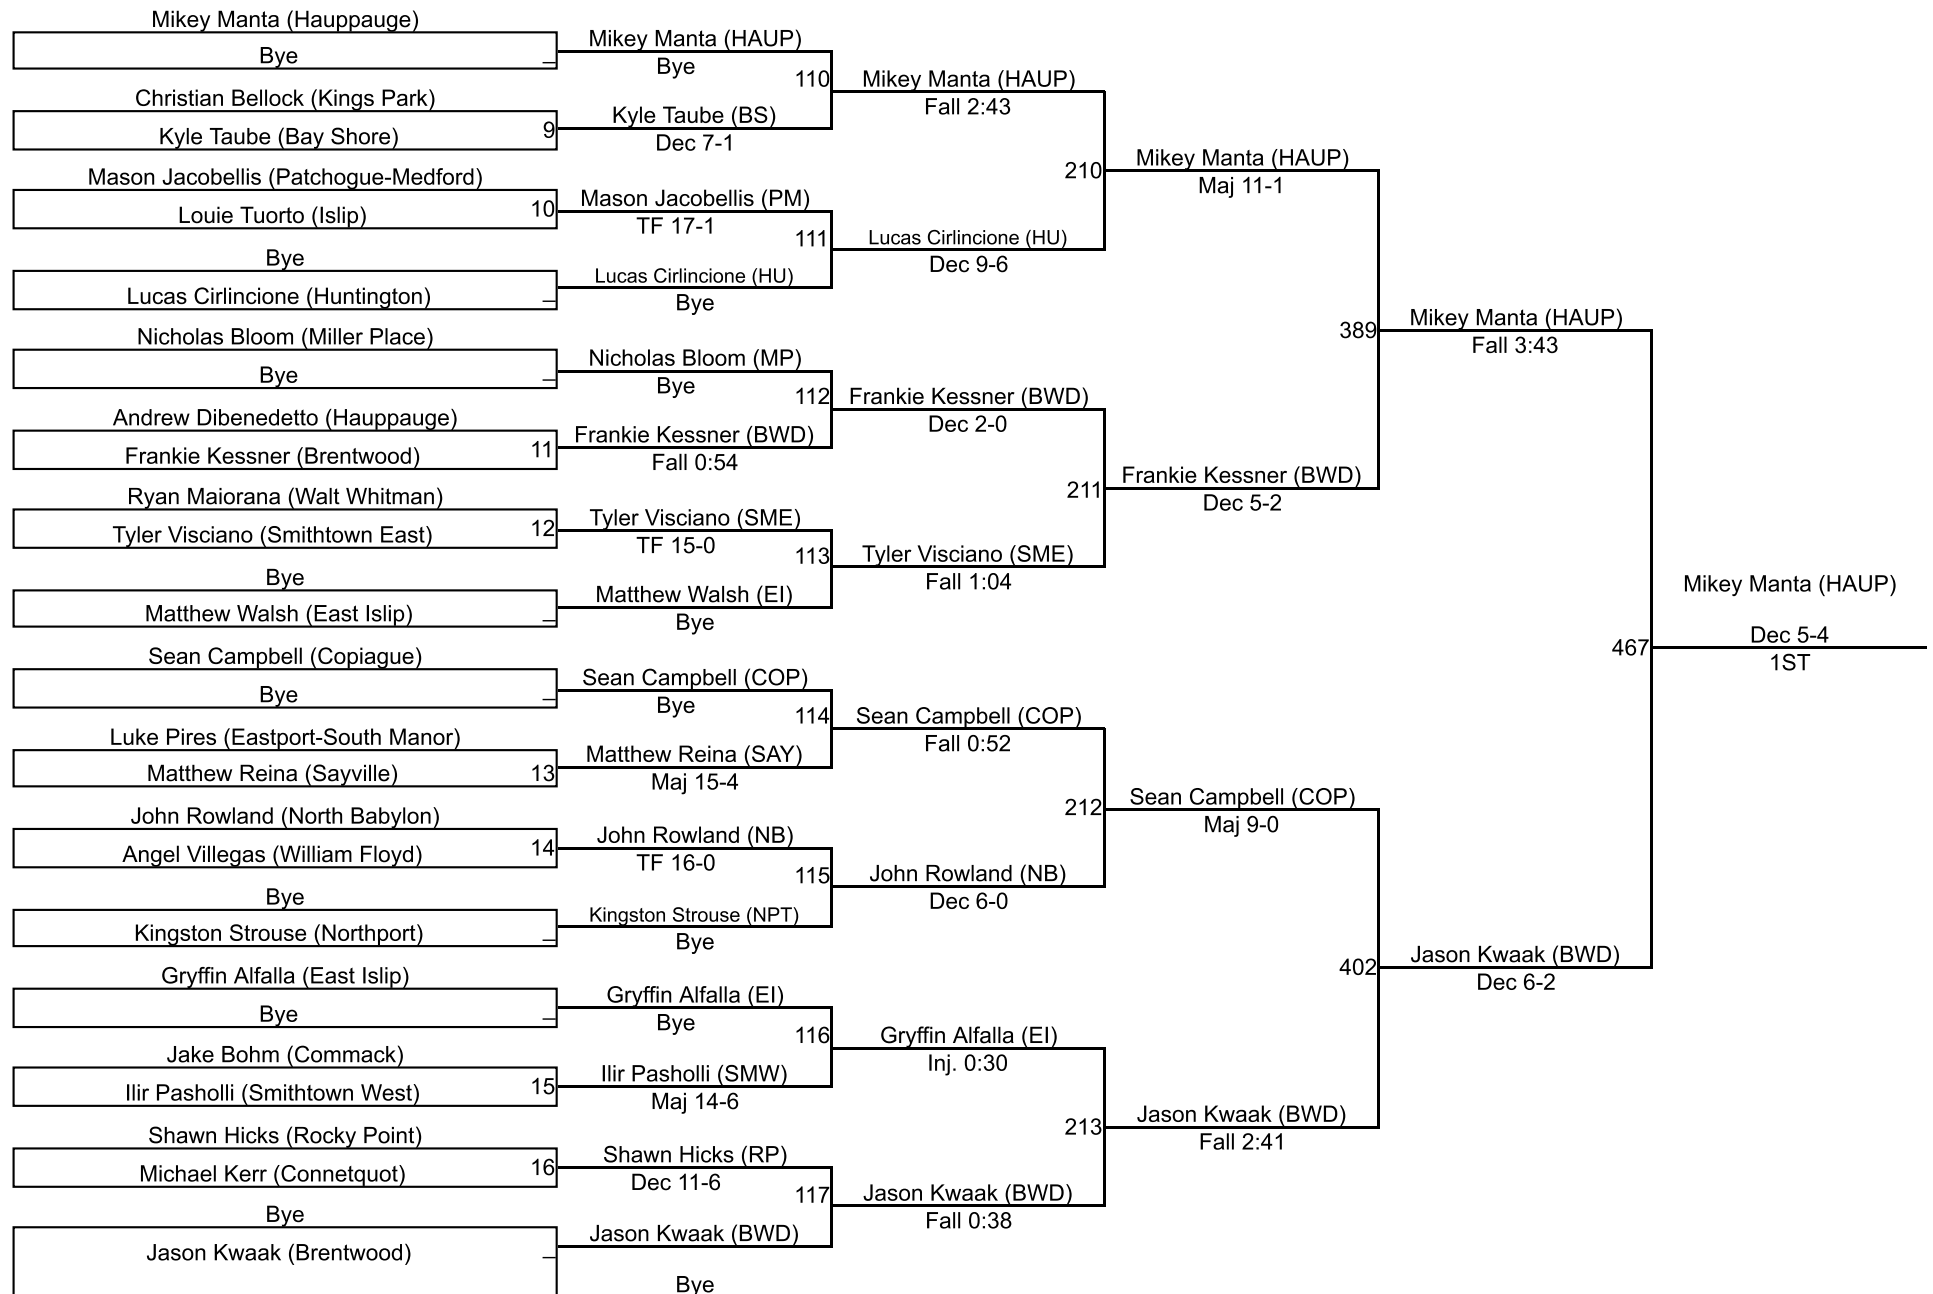 Mikey Manta (Hauppauge)
Bye
_
Christian Bellock (Kings Park)
Kyle Taube (Bay Shore)
9
Mason Jacobellis (Patchogue-Medford)
Louie Tuorto (Islip)
10
Bye
Lucas Cirlincione (Huntington)
_
Nicholas Bloom (Miller Place)
Bye
_
Andrew Dibenedetto (Hauppauge)
Frankie Kessner (Brentwood)
11
Ryan Maiorana (Walt Whitman)
Tyler Visciano (Smithtown East)
12
Bye
Matthew Walsh (East Islip)
_
Sean Campbell (Copiague)
Bye
_
Luke Pires (Eastport-South Manor)
Matthew Reina (Sayville)
13
John Rowland (North Babylon)
Angel Villegas (William Floyd)
14
Bye
Kingston Strouse (Northport)
_
Gryffin Alfalla (East Islip)
Bye
_
Jake Bohm (Commack)
Ilir Pasholli (Smithtown West)
15
Shawn Hicks (Rocky Point)
Michael Kerr (Connetquot)
16
Bye
Jason Kwaak (Brentwood)
_
Mikey Manta (HAUP)
Bye
110
Kyle Taube (BS)
Dec 7-1
Mason Jacobellis (PM)
TF 17-1
111
Lucas Cirlincione (HU)
Bye
Nicholas Bloom (MP)
Bye
112
Frankie Kessner (BWD)
Fall 0:54
Tyler Visciano (SME)
TF 15-0
113
Matthew Walsh (EI)
Bye
Sean Campbell (COP)
Bye
114
Matthew Reina (SAY)
Maj 15-4
John Rowland (NB)
TF 16-0
115
Kingston Strouse (NPT)
Bye
Gryffin Alfalla (EI)
Bye
116
Ilir Pasholli (SMW)
Maj 14-6
Shawn Hicks (RP)
Dec 11-6
117
Jason Kwaak (BWD)
Bye
Mikey Manta (HAUP)
Fall 2:43
210
Lucas Cirlincione (HU)
Dec 9-6
Frankie Kessner (BWD)
Dec 2-0
211
Tyler Visciano (SME)
Fall 1:04
Sean Campbell (COP)
Fall 0:52
212
John Rowland (NB)
Dec 6-0
Gryffin Alfalla (EI)
Inj. 0:30
213
Jason Kwaak (BWD)
Fall 0:38
Mikey Manta (HAUP)
Maj 11-1
389
Frankie Kessner (BWD)
Dec 5-2
Sean Campbell (COP)
Maj 9-0
402
Jason Kwaak (BWD)
Fall 2:41
Mikey Manta (HAUP)
Fall 3:43
467
Jason Kwaak (BWD)
Dec 6-2
Mikey Manta (HAUP)
Dec 5-4
1ST